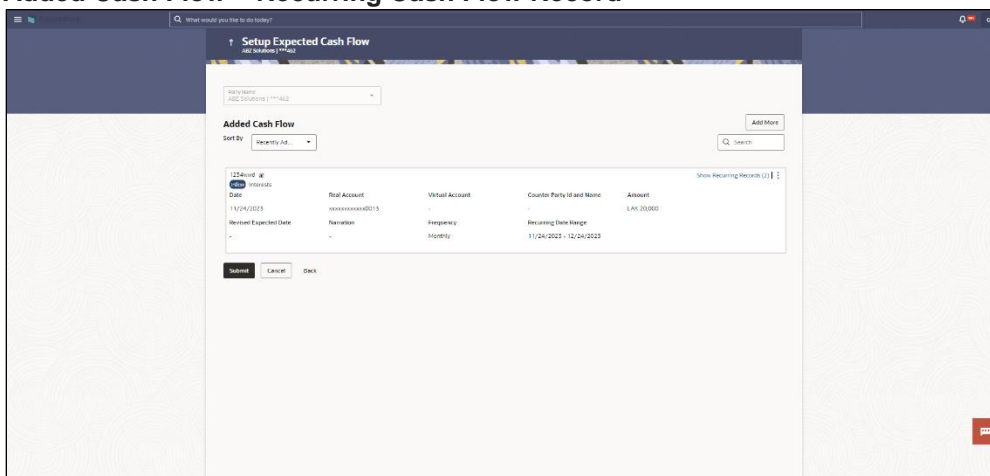 Added Cash Flow – Recurring Cash Flow Record
What would you like to do today?
Setup Expected Cash Flow
ABZ Solutions | ***462
Party Name
ABZ Solutions | ***462
Added Cash Flow
Add More
Sort By
Recently Ad...
Search
Show Recurring Records (2)
Inflow Interests
Date Real Account Virtual Account Counter Party Id and Name Amount
11/24/2023 xxxxxxxxxxxx0013 - - LAK 20,000
Revised Expected Date Narration Frequency Recurring Date Range
- - Monthly 11/24/2023 - 12/24/2023
Submit Cancel Back